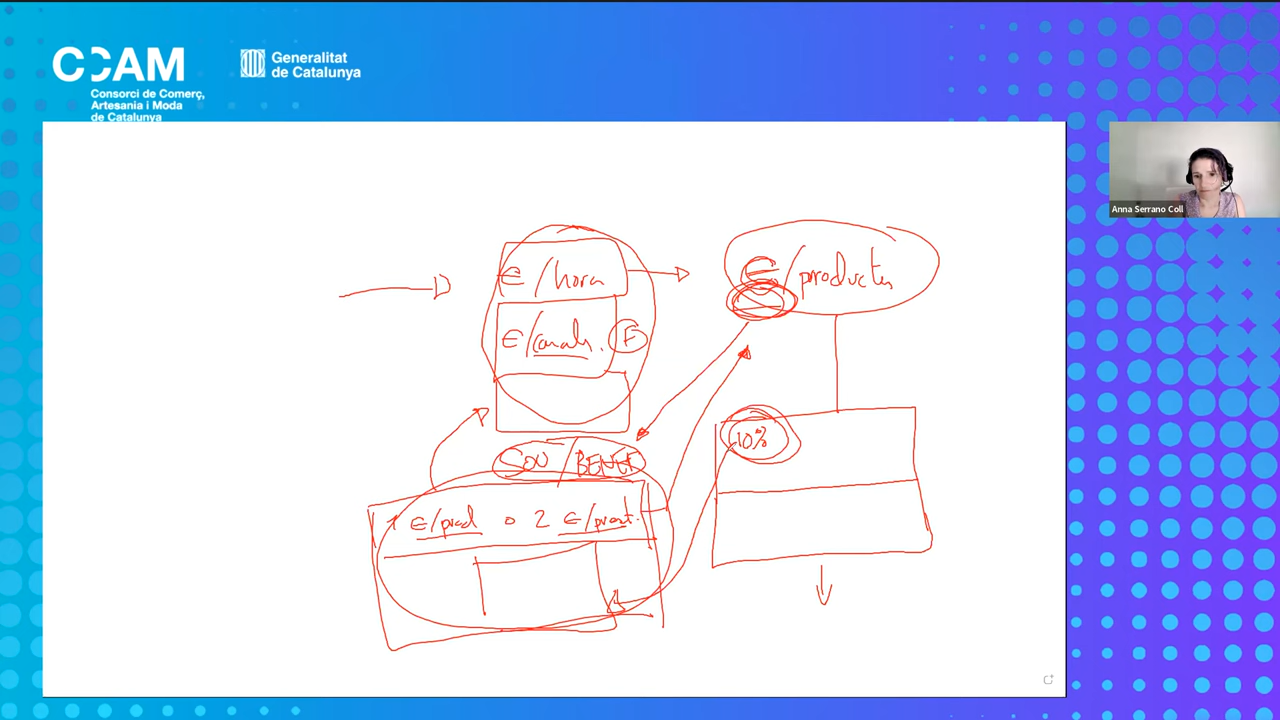 CCAM
Consorci de Comerç,
Artesania i Moda
de Catalunya
Generalitat
de Catalunya
Anna Serrano Coll
€/hora
€/productes
€/canals. F
10%
SOU/BENEF
1 €/prod o 2 €/prod.